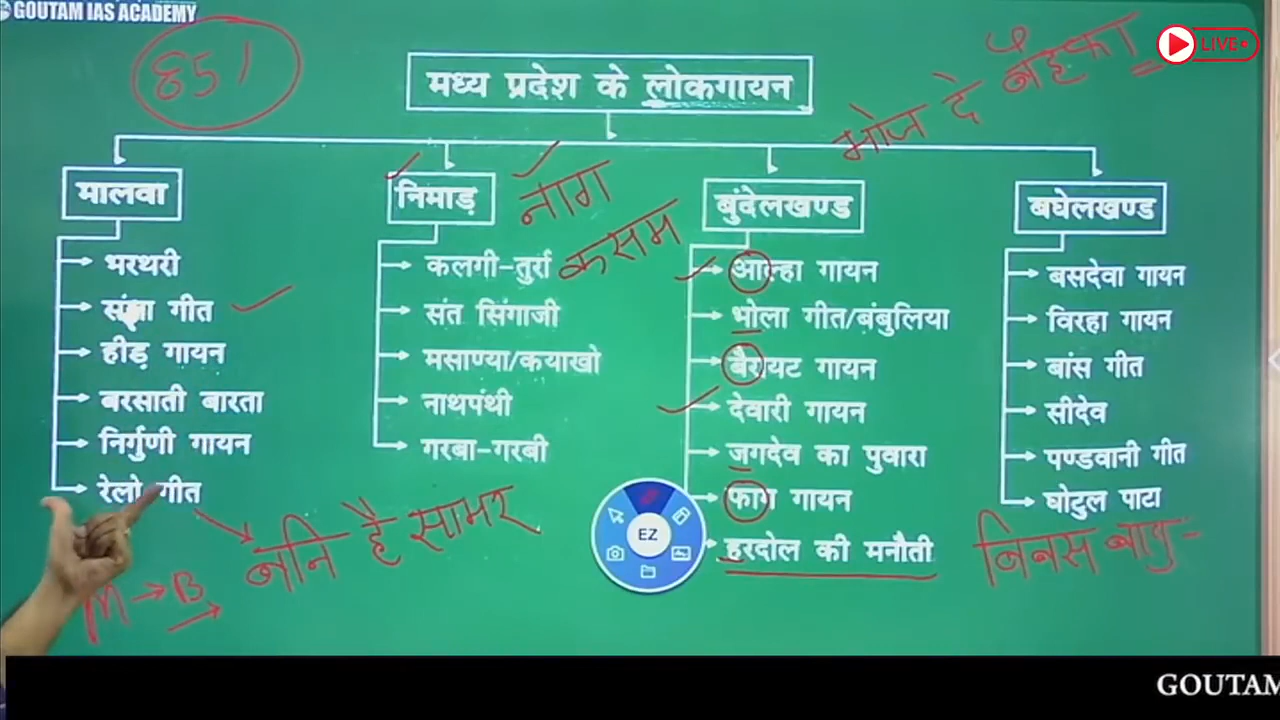 GOUTAM IAS ACADEMY
LIVE
851
मध्य प्रदेश के लोकगायन
भोज दे बहका
मालवा
भरथरी
संझा गीत
हीड़ गायन
बरसाती बारता
निर्गुणी गायन
रेलो गीत
M → B
बनि है सामर
निमाड़
नाग
कसम
कलगी-तुर्रा
संत सिंगाजी
मसाण्या/कयाखो
नाथपंथी
गरबा-गरबी
बुंदेलखण्ड
आल्हा गायन
भोला गीत/बंबुलिया
बैरायटा गायन
देवारी गायन
जगदेव का पुवारा
फाग गायन
हरदोल की मनौती
EZ
बघेलखण्ड
बसदेवा गायन
विरहा गायन
बांस गीत
सीदेव
पण्डवानी गीत
घोटुल पाटा
बिबस बापु
GOUTAM